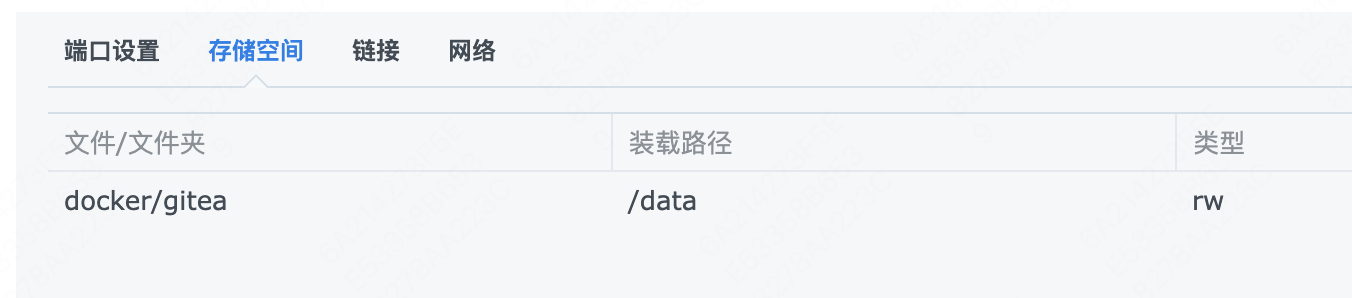 端口设置 存储空间 链接 网络
文件/文件夹 装载路径 类型
docker/gitea /data rw